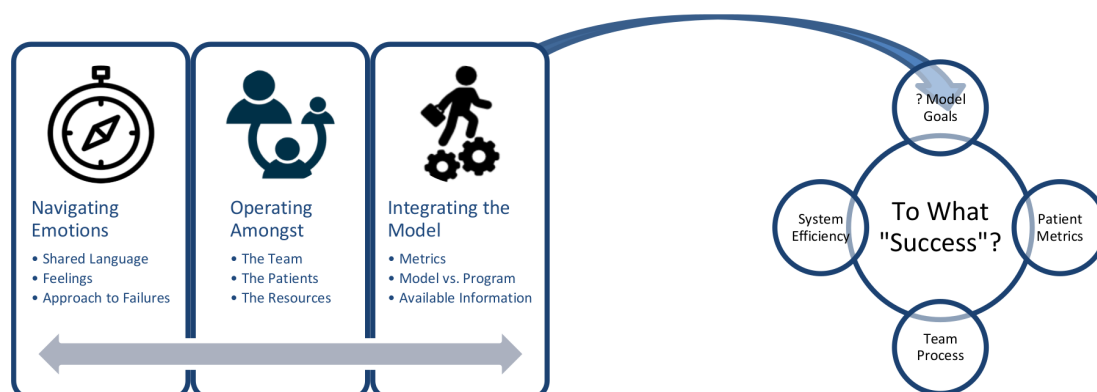 Navigating
Emotions
• Shared Language
• Feelings
• Approach to Failures
Operating
Amongst
• The Team
• The Patients
• The Resources
Integrating the
Model
• Metrics
• Model vs. Program
• Available Information
? Model
Goals
System
Efficiency
To What
"Success"?
Patient
Metrics
Team
Process